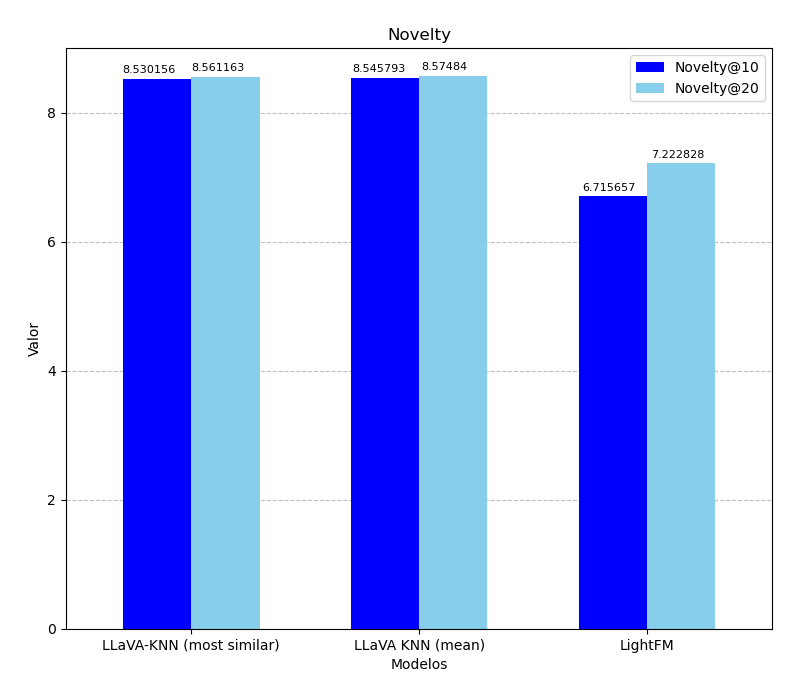 Novelty
8.530156 8.561163 8.545793 8.57484 6.715657 7.222828
Novelty@10
Novelty@20
8
6
4
2
0
Valor
LLaVA-KNN (most similar) LLaVA KNN (mean) LightFM
Modelos